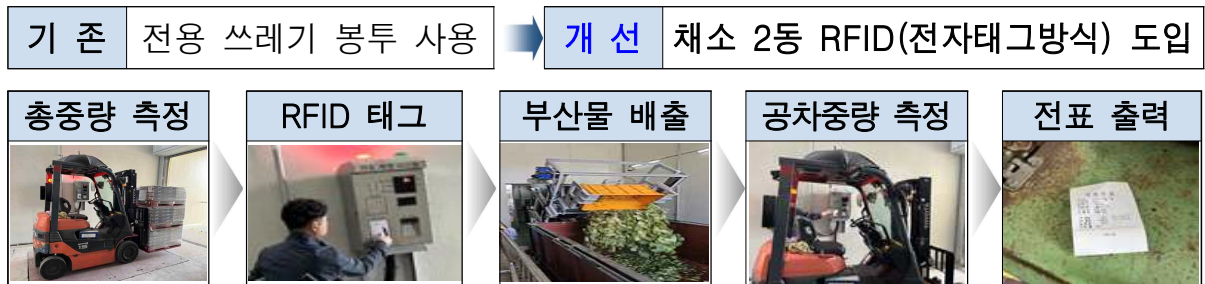 기 존 전용 쓰레기 봉투 사용 개 선 채소 2동 RFID(전자태그방식) 도입
총중량 측정 RFID 태그 부산물 배출 공차중량 측정 전표 출력